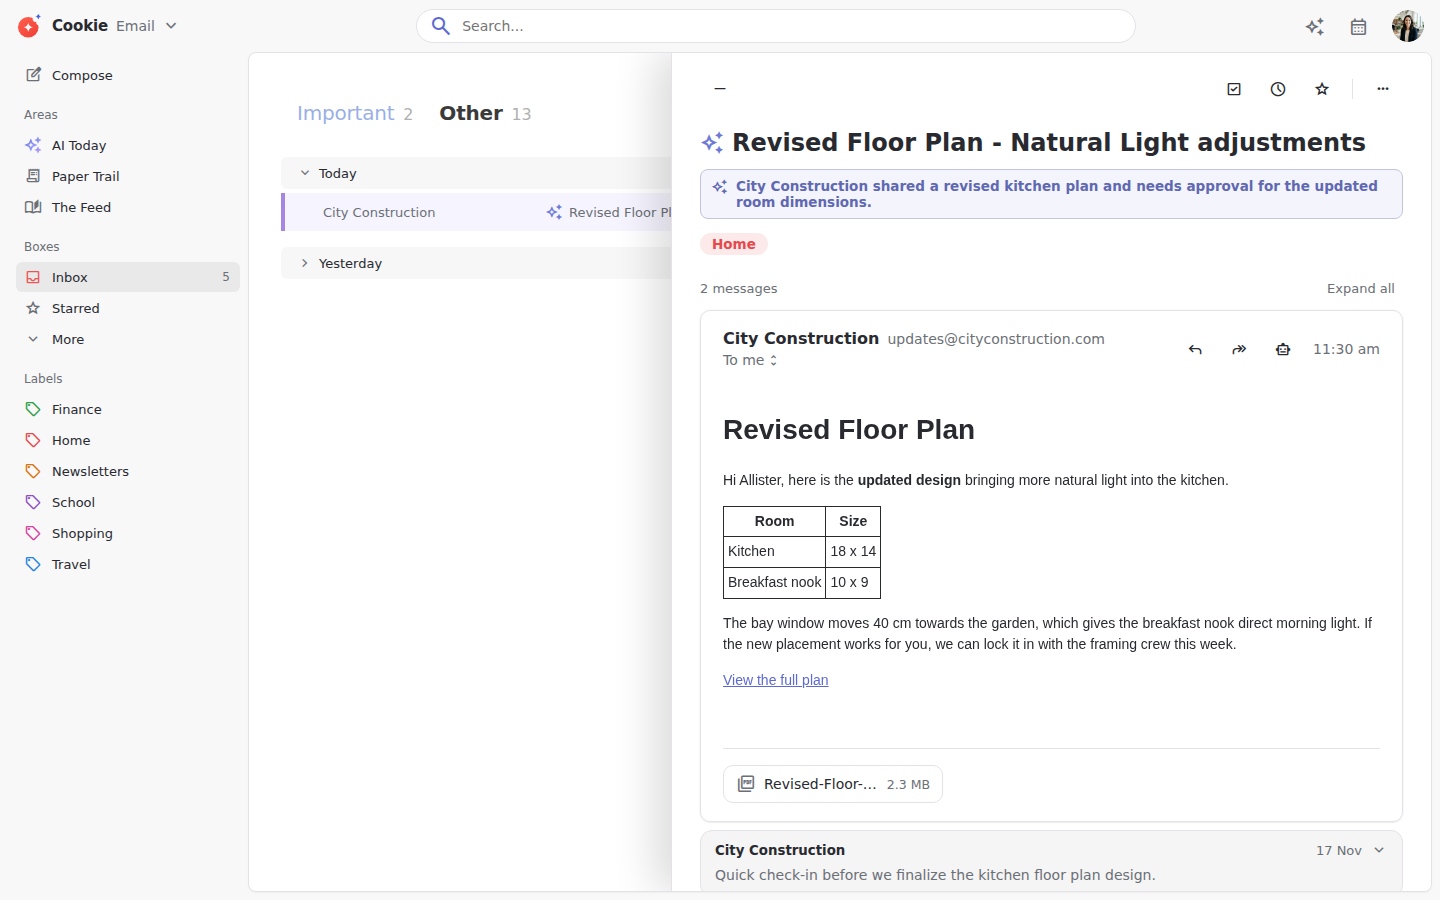 Cookie Email
Search...
Compose
Areas
AI Today
Paper Trail
The Feed
Boxes
Inbox 5
Starred
More
Labels
Finance
Home
Newsletters
School
Shopping
Travel
Important 2 Other 13
Today
City Construction Revised Floor Pl
Yesterday
Revised Floor Plan - Natural Light adjustments
City Construction shared a revised kitchen plan and needs approval for the updated
room dimensions.
Home
2 messages Expand all
City Construction updates@cityconstruction.com
To me
11:30 am
Revised Floor Plan
Hi Allister, here is the updated design bringing more natural light into the kitchen.
Room Size
Kitchen 18 x 14
Breakfast nook 10 x 9
The bay window moves 40 cm towards the garden, which gives the breakfast nook direct morning light. If
the new placement works for you, we can lock it in with the framing crew this week.
View the full plan
PDF Revised-Floor-... 2.3 MB
City Construction 17 Nov
Quick check-in before we finalize the kitchen floor plan design.